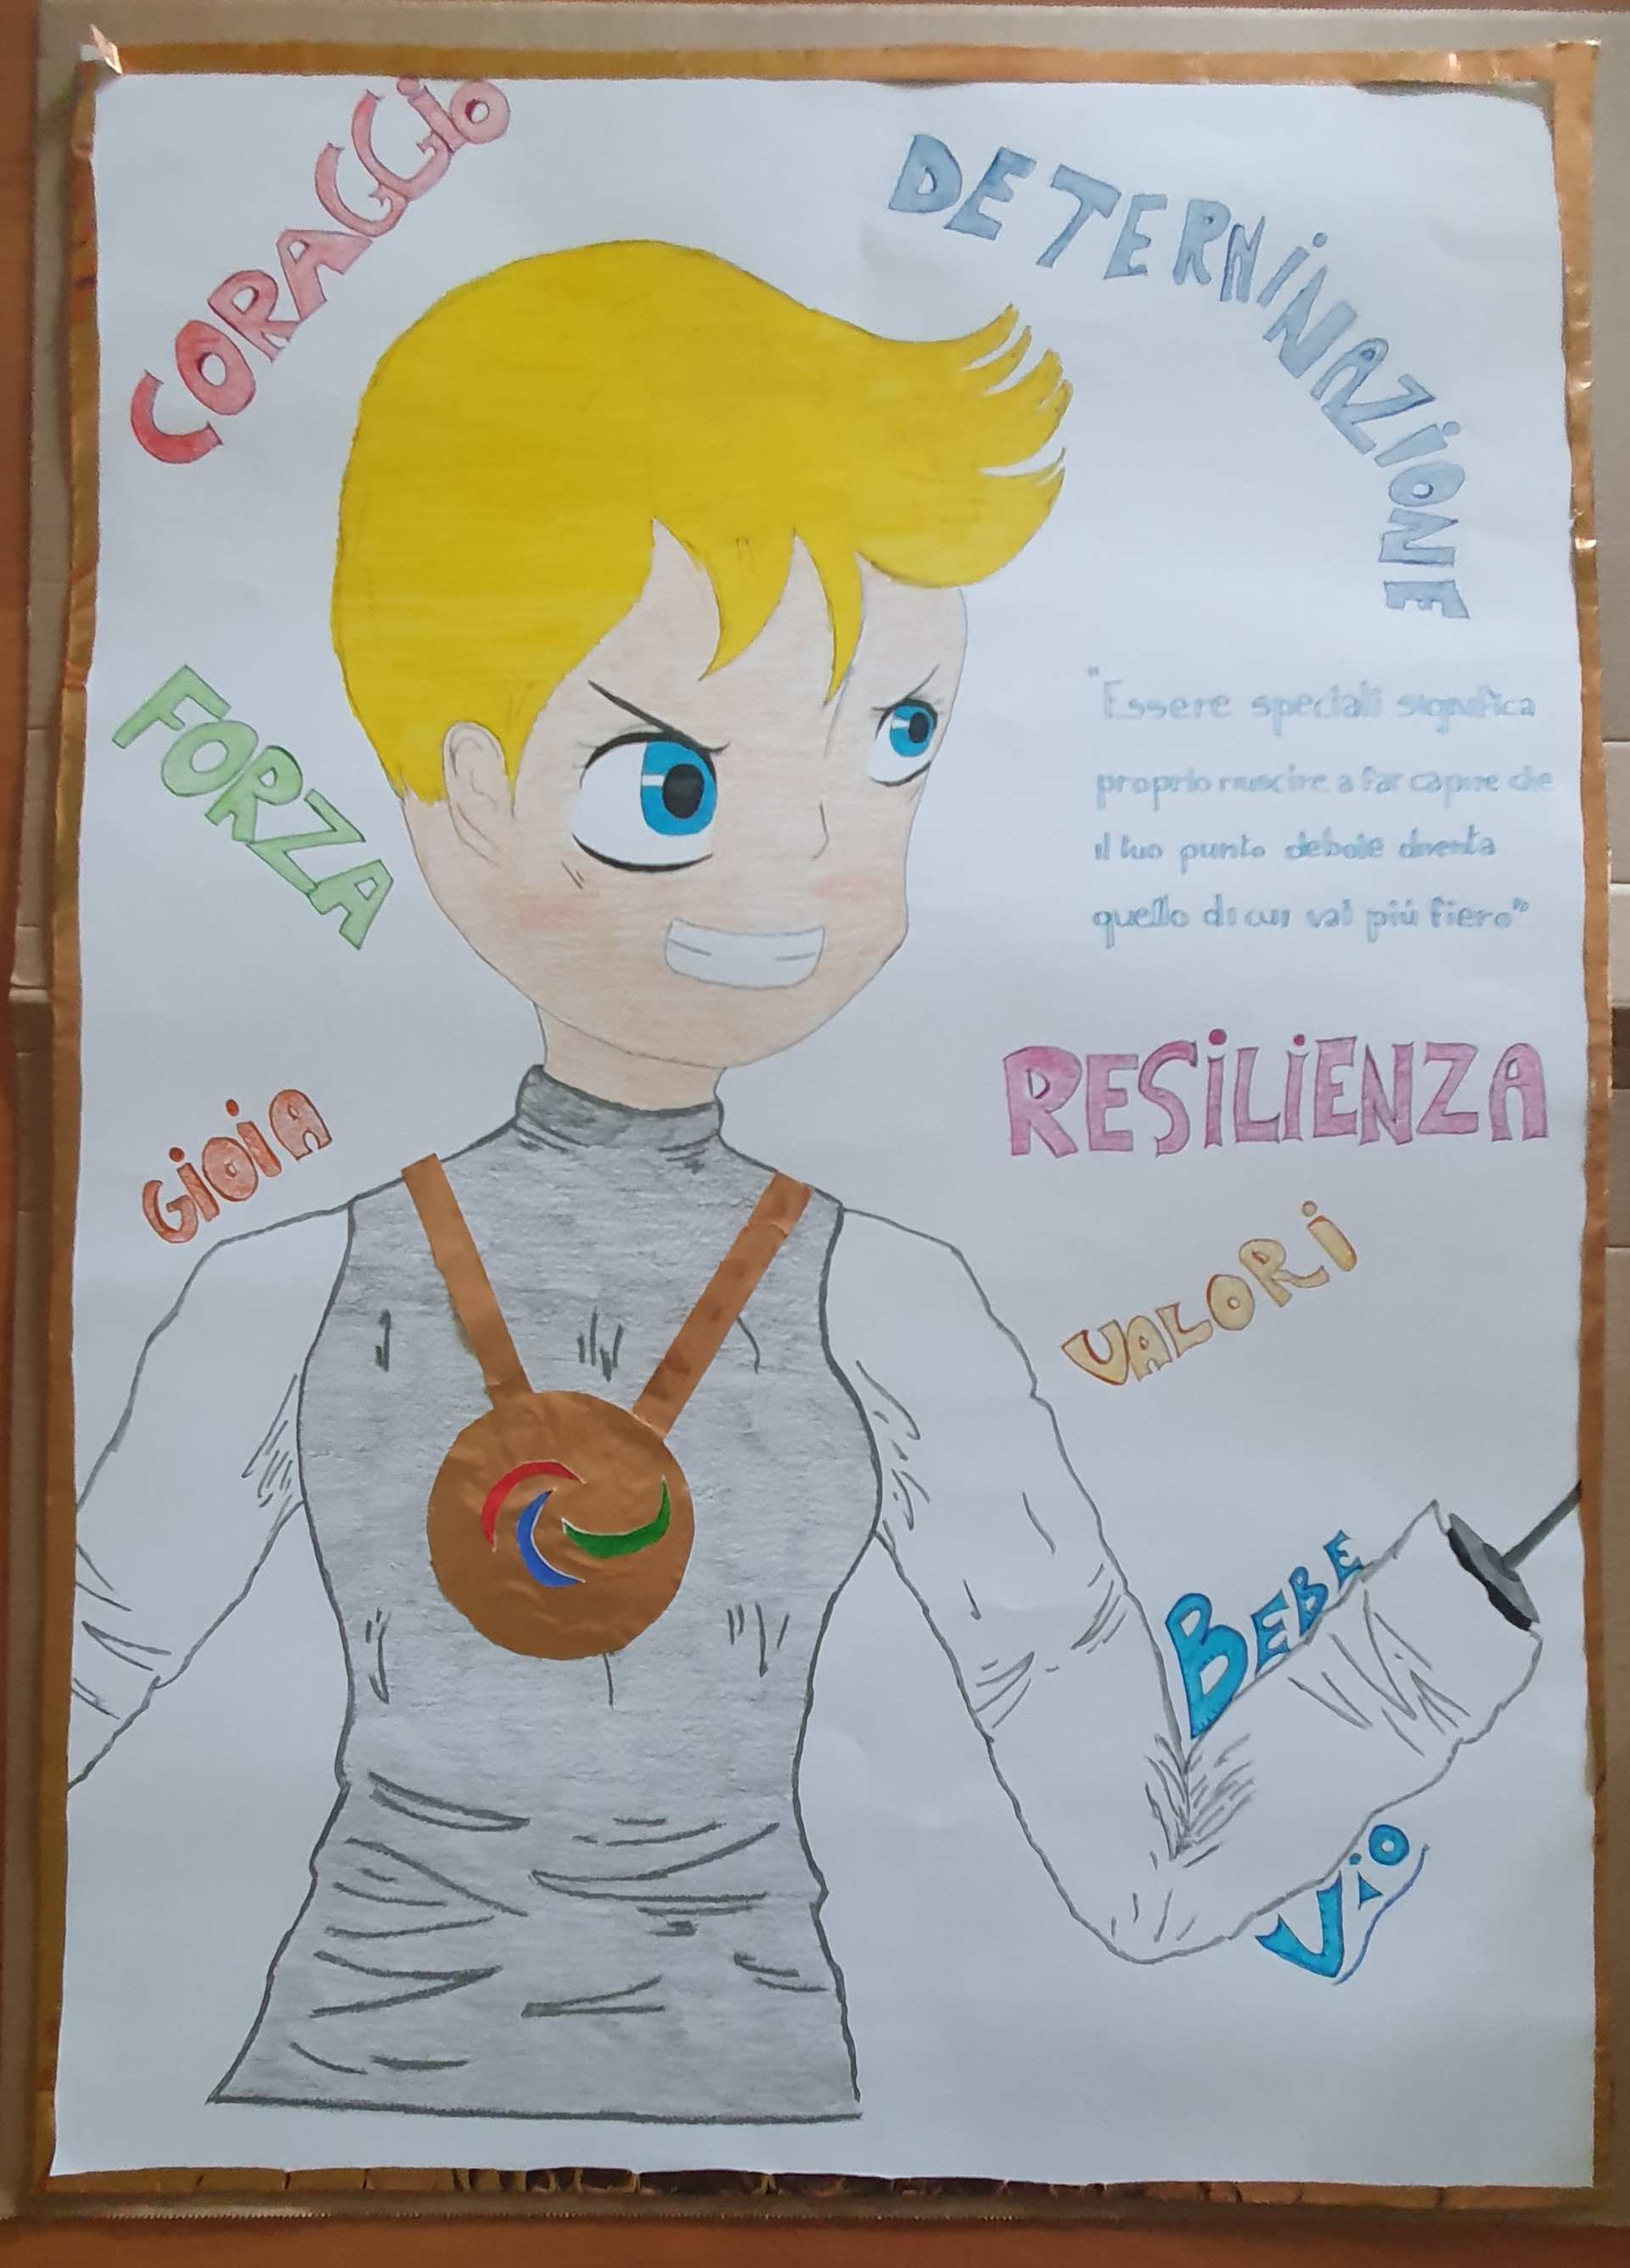 CORAGGiO
DETERMiNAZiONE
FORZA
"Essere speciali significa
proprio riuscire a far capire che
il tuo punto debole diventa
quello di cui vai più fiero"
RESiLiENZA
GiOiA
VALORi
BEBE
ViO